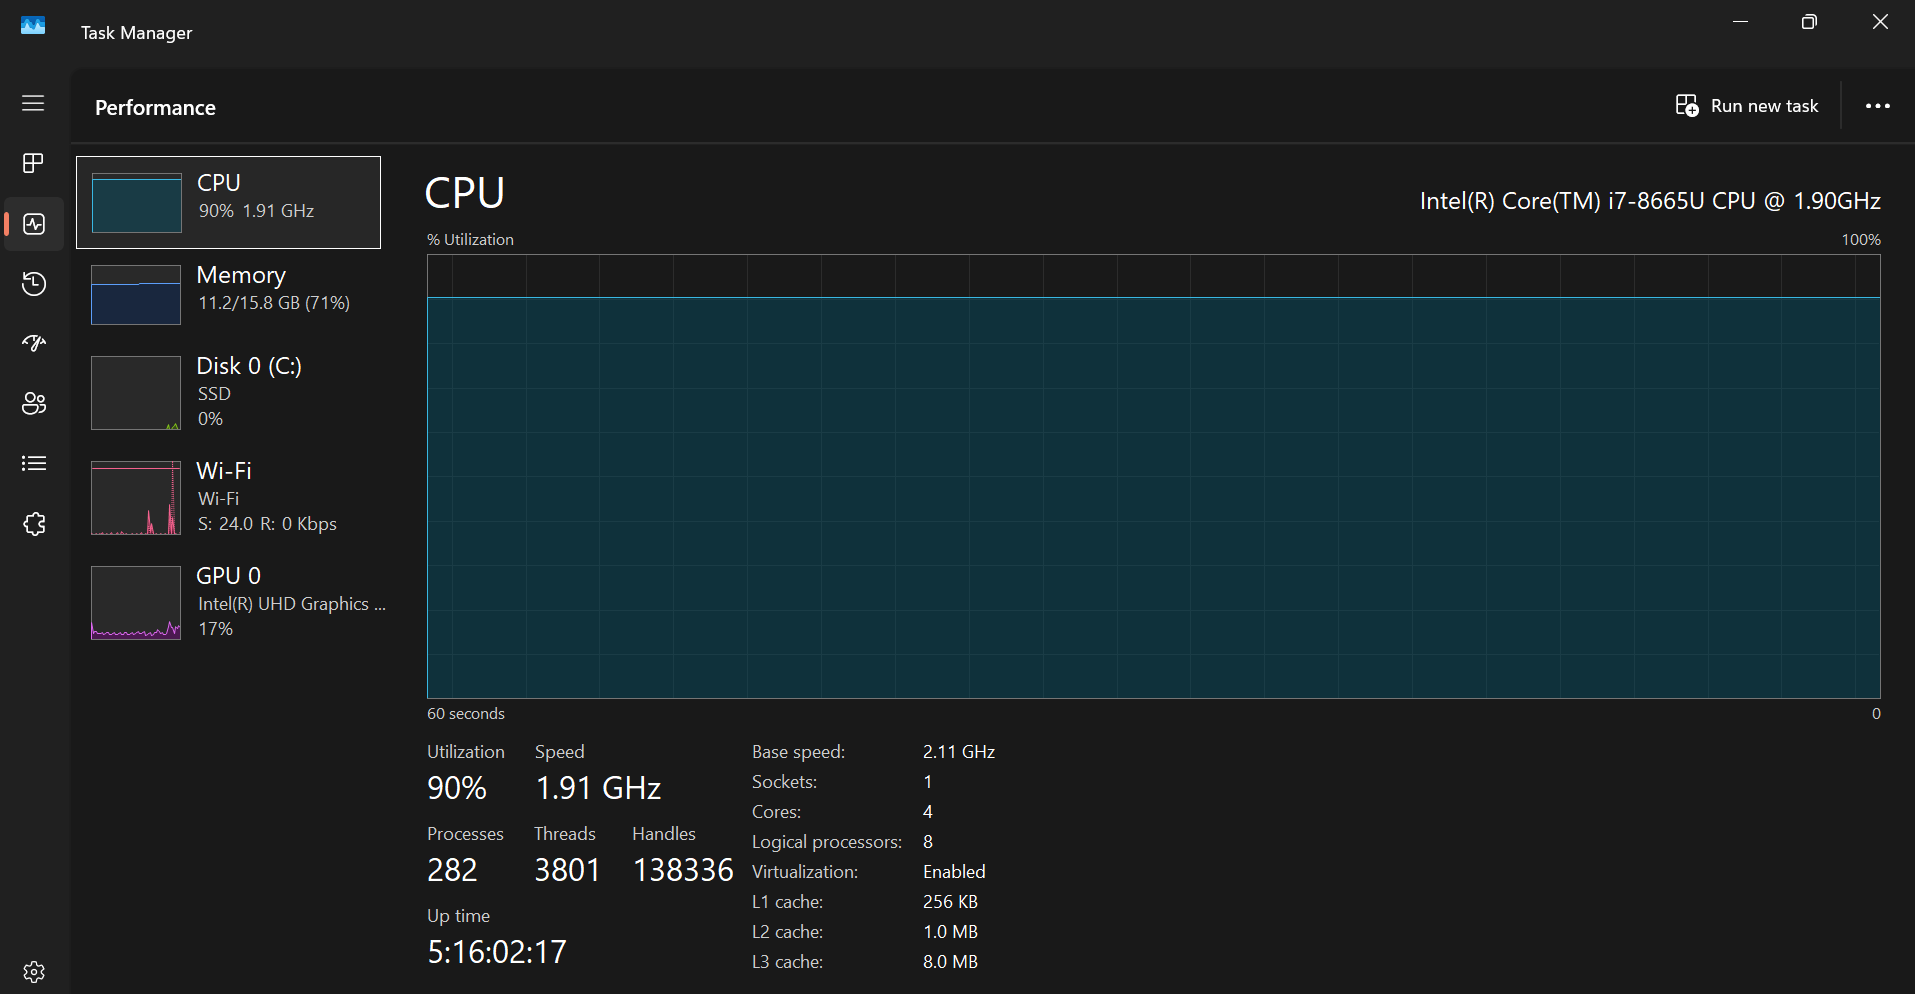 Task Manager
Performance
Run new task
CPU
90% 1.91 GHz
Memory
11.2/15.8 GB (71%)
Disk 0 (C:)
SSD
0%
Wi-Fi
Wi-Fi
S: 24.0 R: 0 Kbps
GPU 0
Intel(R) UHD Graphics ...
17%
CPU
Intel(R) Core(TM) i7-8665U CPU @ 1.90GHz
% Utilization
100%
60 seconds
0
Utilization Speed
90% 1.91 GHz
Processes Threads Handles
282 3801 138336
Up time
5:16:02:17
Base speed: 2.11 GHz
Sockets: 1
Cores: 4
Logical processors: 8
Virtualization: Enabled
L1 cache: 256 KB
L2 cache: 1.0 MB
L3 cache: 8.0 MB